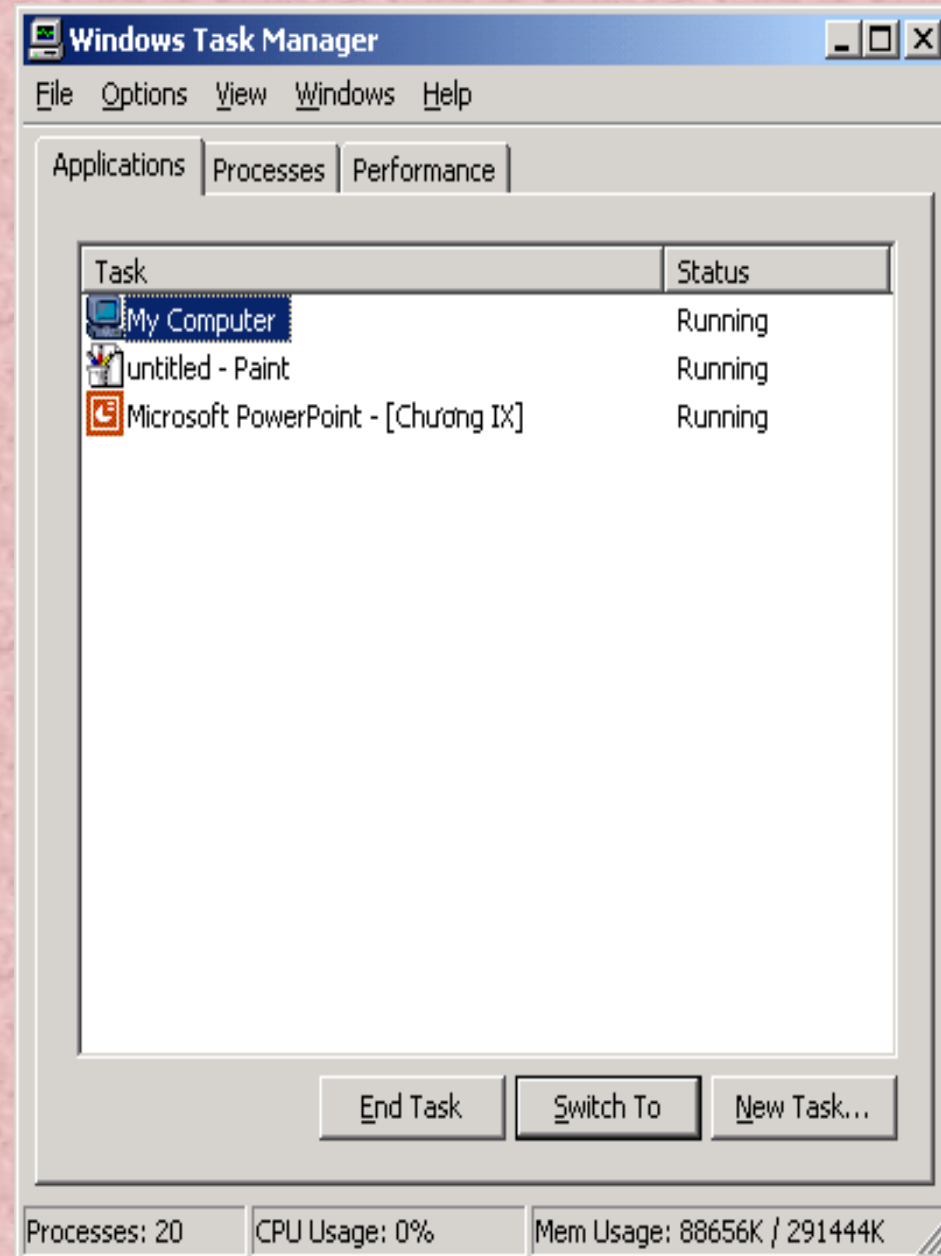 Windows Task Manager
File Options View Windows Help
Applications Processes Performance
Task Status
My Computer Running
untitled - Paint Running
Microsoft PowerPoint - [Chương IX] Running
End Task Switch To New Task...
Processes: 20 CPU Usage: 0% Mem Usage: 88656K / 291444K